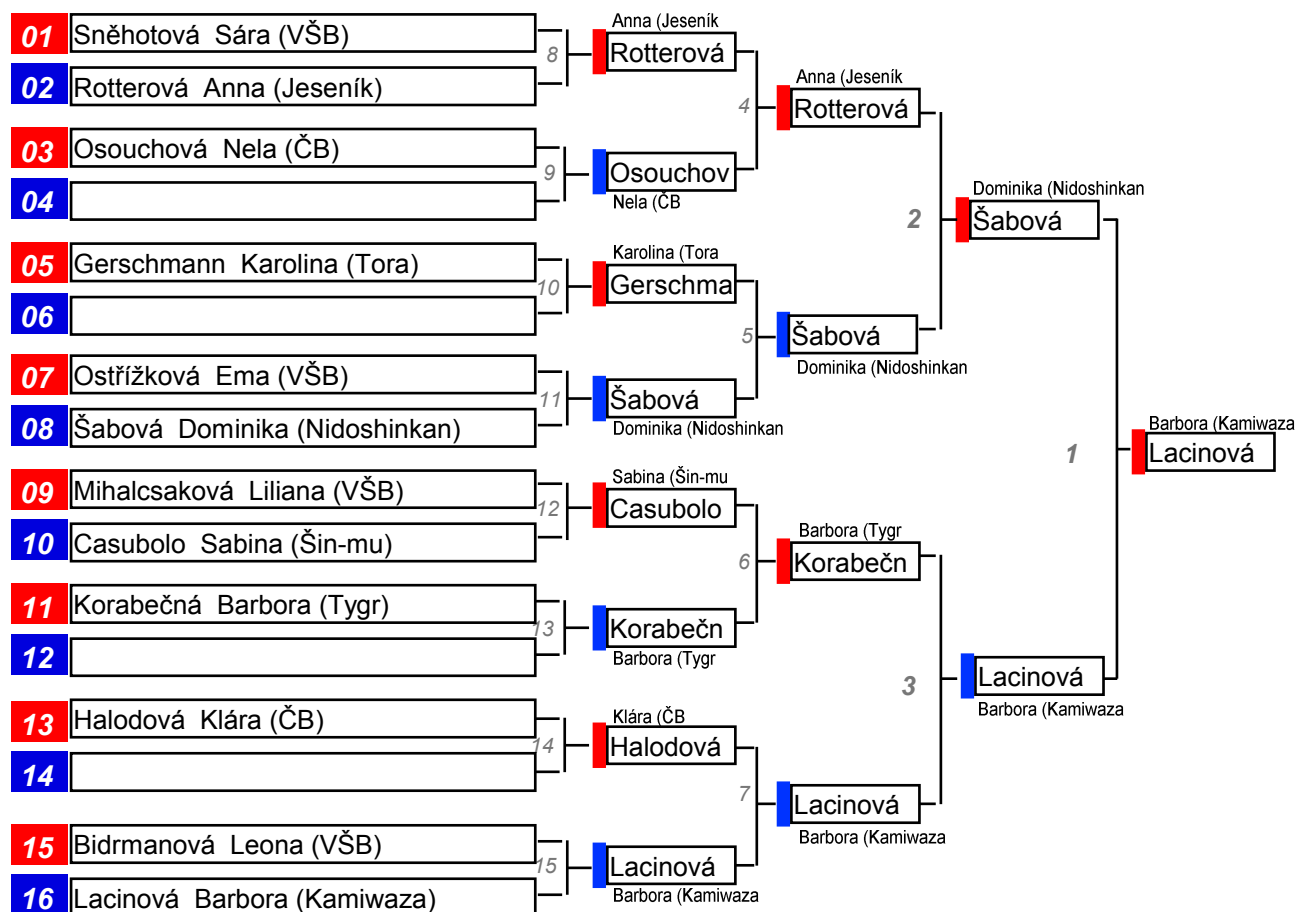 01 Sněhotová Sára (VŠB)
02 Rotterová Anna (Jeseník)
03 Osouchová Nela (ČB)
04
05 Gerschmann Karolina (Tora)
06
07 Ostřížková Ema (VŠB)
08 Šabová Dominika (Nidoshinkan)
09 Mihalcsaková Liliana (VŠB)
10 Casubolo Sabina (Šin-mu)
11 Korabečná Barbora (Tygr)
12
13 Halodová Klára (ČB)
14
15 Bidrmanová Leona (VŠB)
16 Lacinová Barbora (Kamiwaza)
8
9
10
11
12
13
14
15
Anna (Jeseník
Rotterová
Osouchov
Nela (ČB
Karolina (Tora
Gerschma
Šabová
Dominika (Nidoshinkan
Sabina (Šin-mu
Casubolo
Korabečn
Barbora (Tygr
Klára (ČB
Halodová
Lacinová
Barbora (Kamiwaza
4
5
6
7
Anna (Jeseník
Rotterová
Šabová
Dominika (Nidoshinkan
Barbora (Tygr
Korabečn
Lacinová
Barbora (Kamiwaza
2
3
Dominika (Nidoshinkan
Šabová
Lacinová
Barbora (Kamiwaza
1
Barbora (Kamiwaza
Lacinová